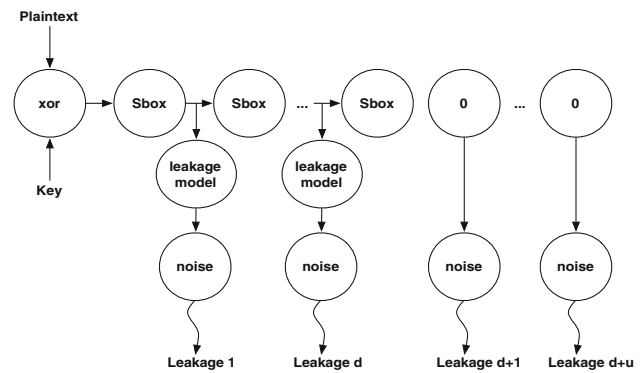 Plaintext
xor
Sbox
Sbox
...
Sbox
0
...
0
leakage
model
leakage
model
Key
noise
noise
noise
noise
Leakage 1
Leakage d
Leakage d+1
Leakage d+u